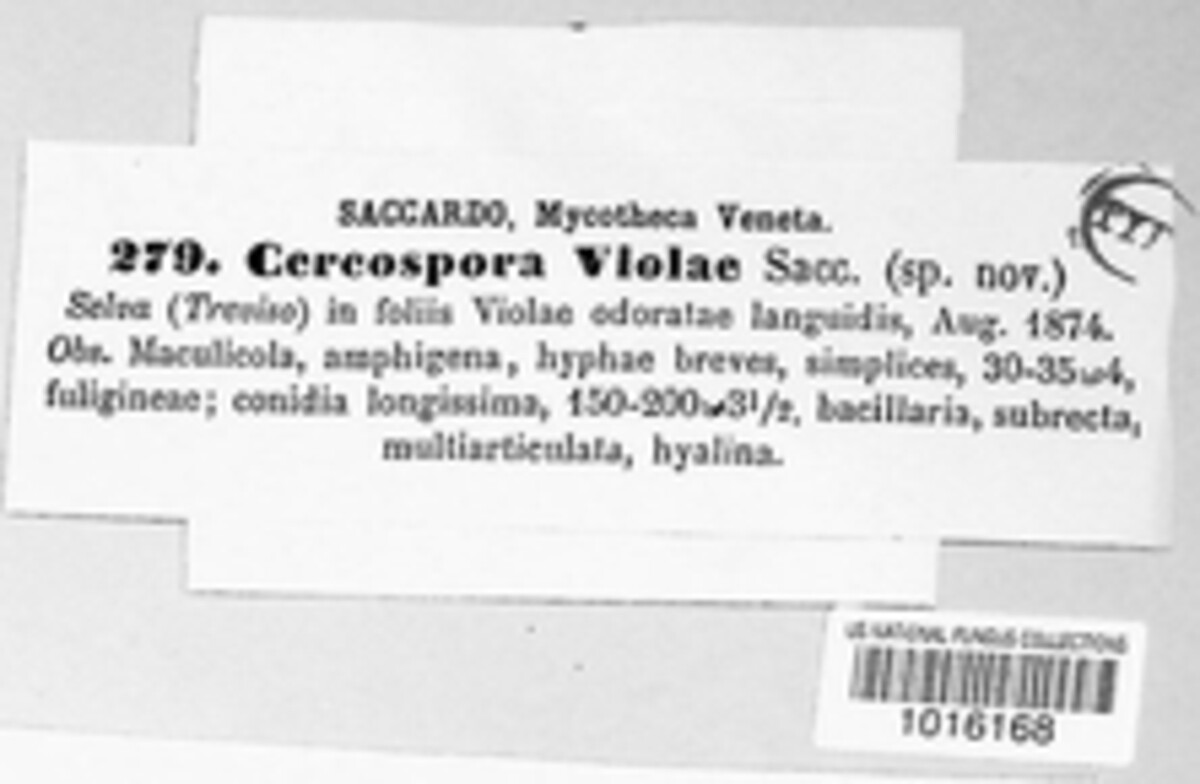 SACCARDO, Mycotheca Veneta.
279. Cercospora Violae Sacc. (sp. nov.)
Selva (Treviso) in foliis Violae odoratae languidis, Aug. 1874.
Obs. Maculicola, amphigena, hyphae breves, simplices, 30-35 4,
fuligineae; conidia longissima, 150-200 3¹/₂, bacillaria, subrecta,
multiarticulata, hyalina.
US NATIONAL FUNGUS COLLECTIONS
1016168